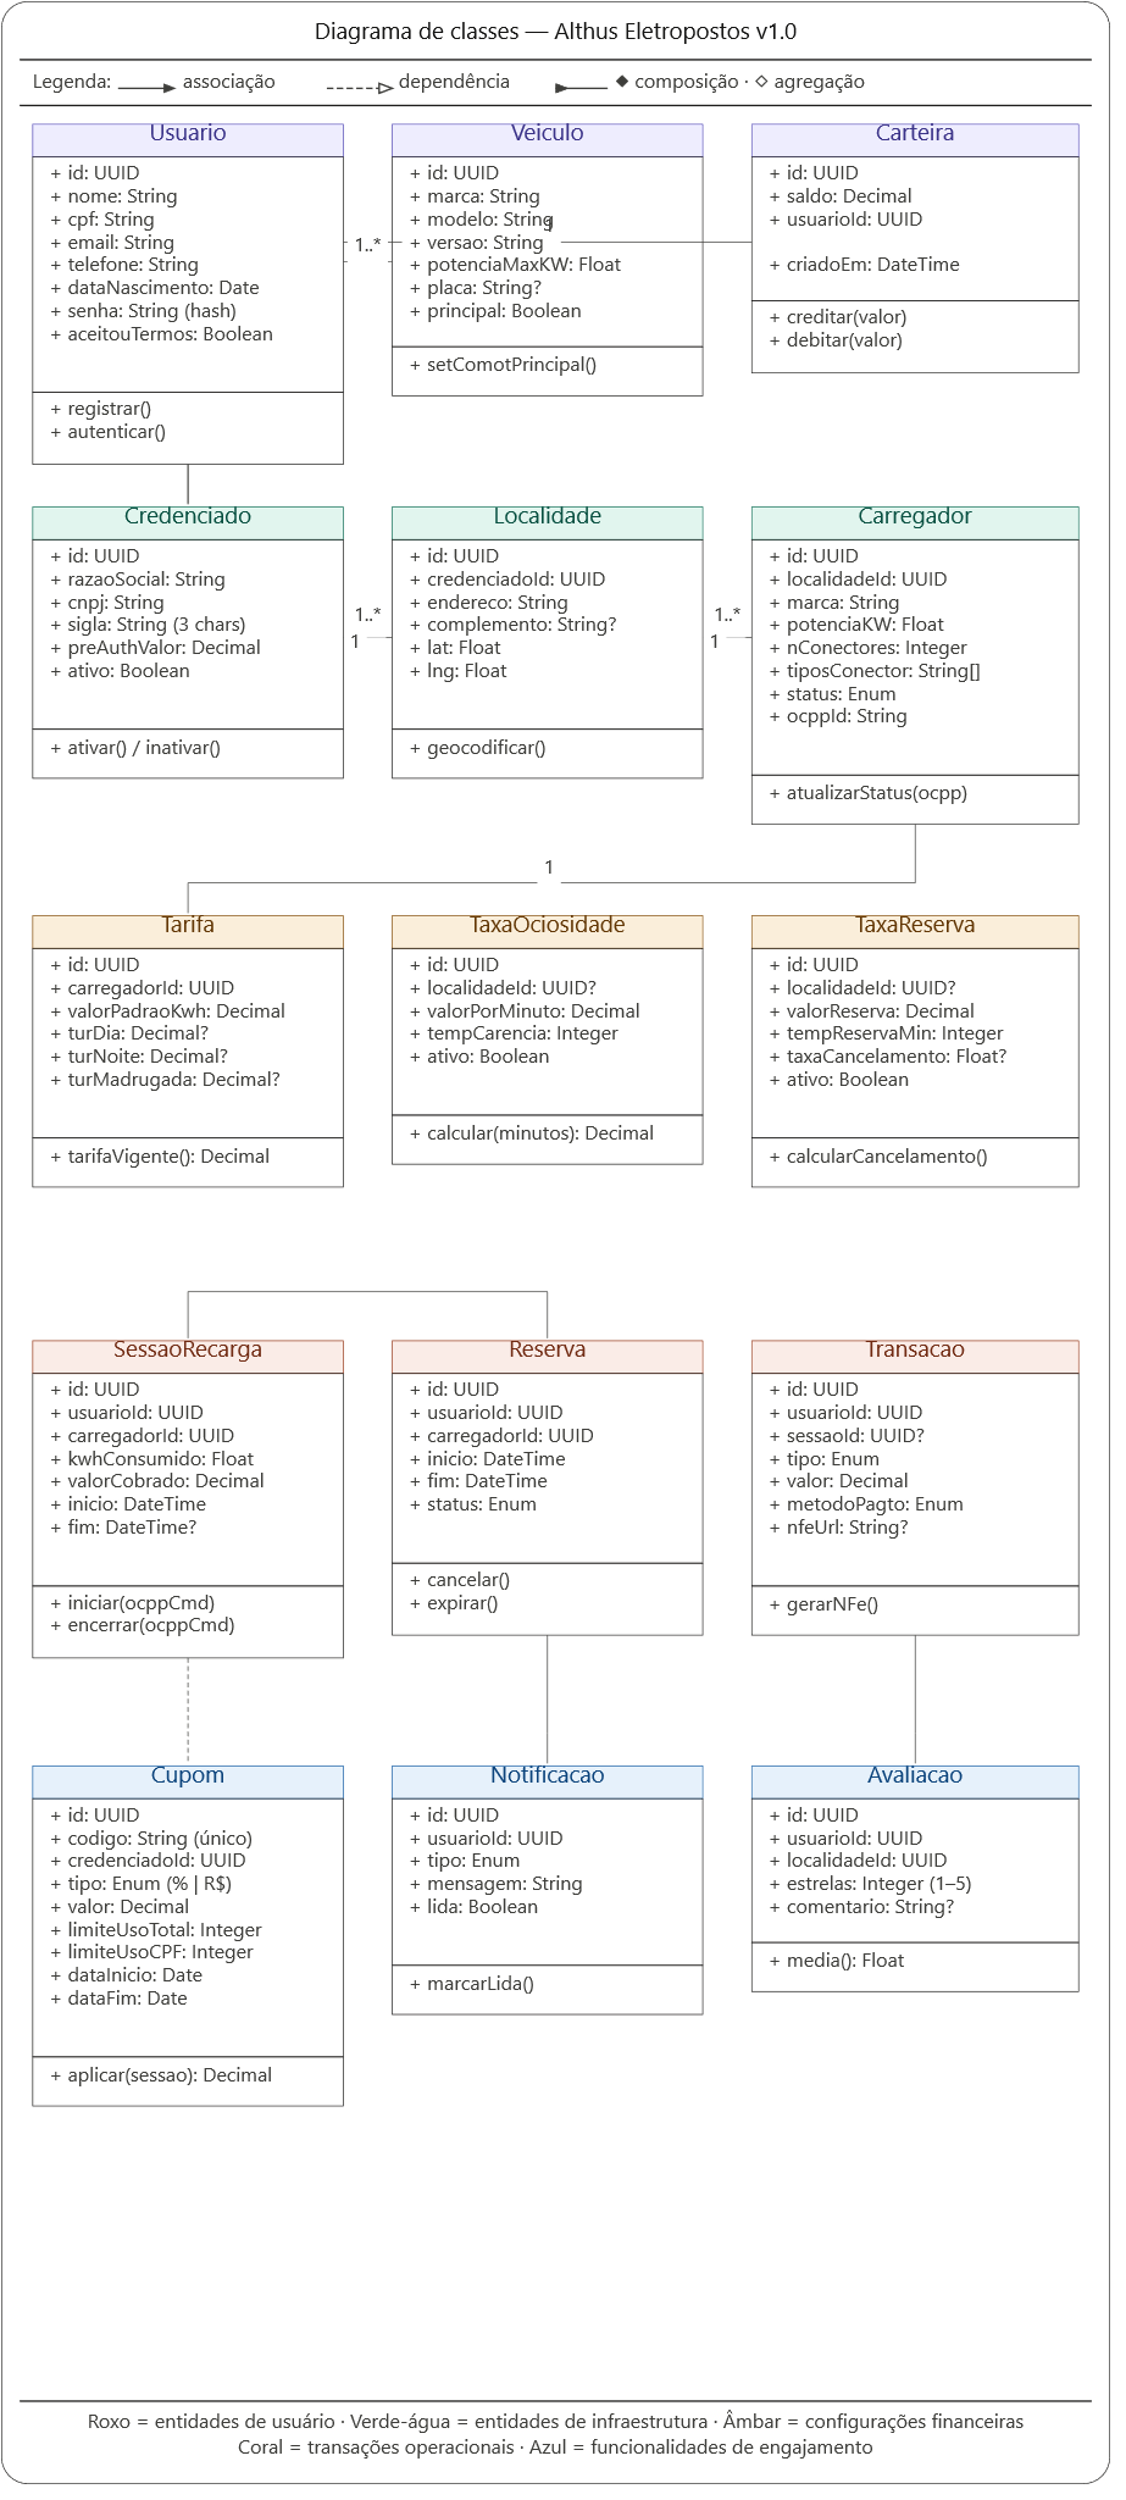 Diagrama de classes — Althus Eletropostos v1.0
Legenda: associação dependência ◆ composição · ◇ agregação
Usuario
+ id: UUID
+ nome: String
+ cpf: String
+ email: String
+ telefone: String
+ dataNascimento: Date
+ senha: String (hash)
+ aceitouTermos: Boolean
+ registrar()
+ autenticar()
1..*
Veiculo
+ id: UUID
+ marca: String
+ modelo: String
1
+ versao: String
+ potenciaMaxKW: Float
+ placa: String?
+ principal: Boolean
+ setComotPrincipal()
Carteira
+ id: UUID
+ saldo: Decimal
+ usuarioId: UUID
+ criadoEm: DateTime
+ creditar(valor)
+ debitar(valor)
Credenciado
+ id: UUID
+ razaoSocial: String
+ cnpj: String
+ sigla: String (3 chars)
+ preAuthValor: Decimal
+ ativo: Boolean
+ ativar() / inativar()
1..*
1
Localidade
+ id: UUID
+ credenciadoId: UUID
+ endereco: String
+ complemento: String?
+ lat: Float
+ lng: Float
+ geocodificar()
1..*
1
Carregador
+ id: UUID
+ localidadeId: UUID
+ marca: String
+ potenciaKW: Float
+ nConectores: Integer
+ tiposConector: String[]
+ status: Enum
+ ocppId: String
+ atualizarStatus(ocpp)
1
Tarifa
+ id: UUID
+ carregadorId: UUID
+ valorPadraoKwh: Decimal
+ turDia: Decimal?
+ turNoite: Decimal?
+ turMadrugada: Decimal?
+ tarifaVigente(): Decimal
TaxaOciosidade
+ id: UUID
+ localidadeId: UUID?
+ valorPorMinuto: Decimal
+ tempCarencia: Integer
+ ativo: Boolean
+ calcular(minutos): Decimal
TaxaReserva
+ id: UUID
+ localidadeId: UUID?
+ valorReserva: Decimal
+ tempReservaMin: Integer
+ taxaCancelamento: Float?
+ ativo: Boolean
+ calcularCancelamento()
SessaoRecarga
+ id: UUID
+ usuarioId: UUID
+ carregadorId: UUID
+ kwhConsumido: Float
+ valorCobrado: Decimal
+ inicio: DateTime
+ fim: DateTime?
+ iniciar(ocppCmd)
+ encerrar(ocppCmd)
Reserva
+ id: UUID
+ usuarioId: UUID
+ carregadorId: UUID
+ inicio: DateTime
+ fim: DateTime
+ status: Enum
+ cancelar()
+ expirar()
Transacao
+ id: UUID
+ usuarioId: UUID
+ sessaoId: UUID?
+ tipo: Enum
+ valor: Decimal
+ metodoPagto: Enum
+ nfeUrl: String?
+ gerarNFe()
Cupom
+ id: UUID
+ codigo: String (único)
+ credenciadoId: UUID
+ tipo: Enum (% | R$)
+ valor: Decimal
+ limiteUsoTotal: Integer
+ limiteUsoCPF: Integer
+ dataInicio: Date
+ dataFim: Date
+ aplicar(sessao): Decimal
Notificacao
+ id: UUID
+ usuarioId: UUID
+ tipo: Enum
+ mensagem: String
+ lida: Boolean
+ marcarLida()
Avaliacao
+ id: UUID
+ usuarioId: UUID
+ localidadeId: UUID
+ estrelas: Integer (1–5)
+ comentario: String?
+ media(): Float
Roxo = entidades de usuário · Verde-água = entidades de infraestrutura · Âmbar = configurações financeiras
Coral = transações operacionais · Azul = funcionalidades de engajamento